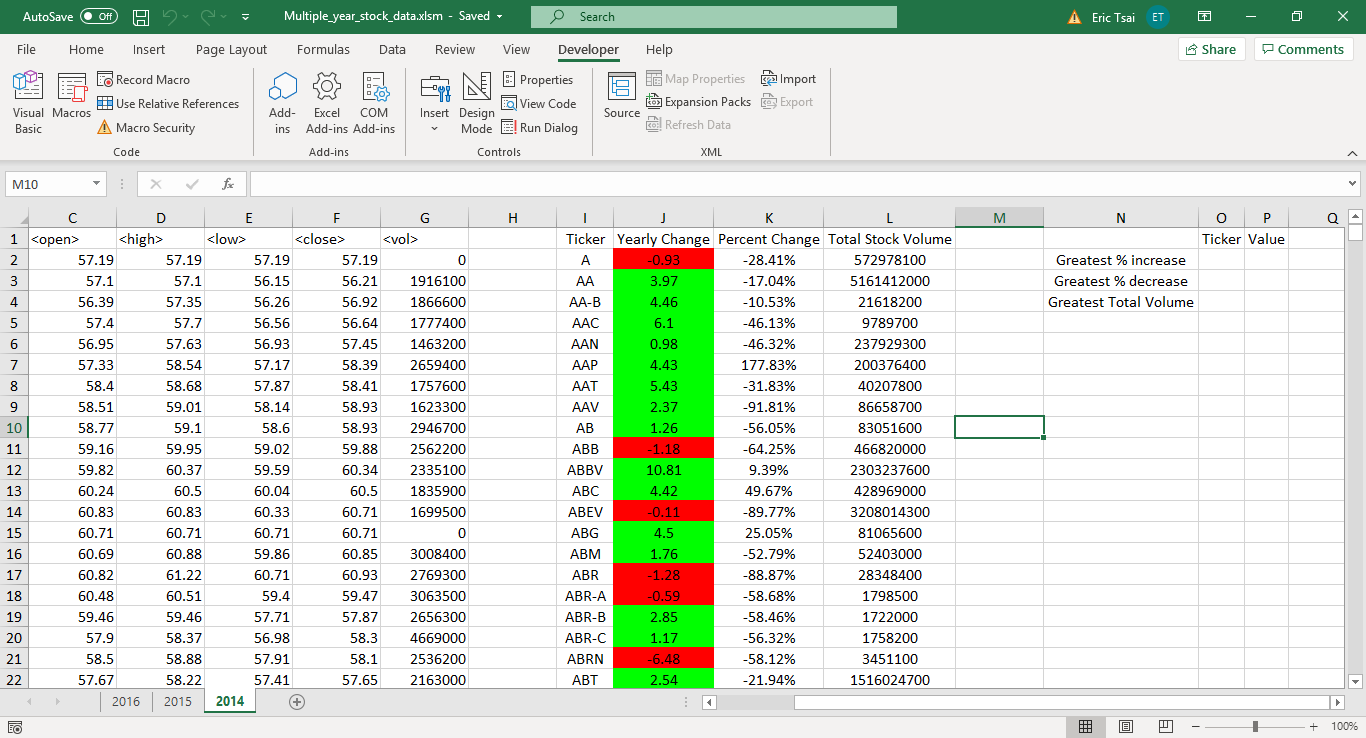 AutoSave Off Multiple_year_stock_data.xlsm - Saved Search Eric Tsai ET
File Home Insert Page Layout Formulas Data Review View Developer Help Share Comments
Visual Basic Macros Record Macro Use Relative References Macro Security
Add-ins Excel Add-ins COM Add-ins
Insert Design Mode Properties View Code Run Dialog
Source Map Properties Expansion Packs Refresh Data Import Export
Code Add-ins Controls XML
M10 fx
C D E F G H I J K L M N O P Q
1 <open> <high> <low> <close> <vol> Ticker Yearly Change Percent Change Total Stock Volume Ticker Value
2 57.19 57.19 57.19 57.19 0 A -0.93 -28.41% 572978100 Greatest % increase
3 57.1 57.1 56.15 56.21 1916100 AA 3.97 -17.04% 5161412000 Greatest % decrease
4 56.39 57.35 56.26 56.92 1866600 AA-B 4.46 -10.53% 21618200 Greatest Total Volume
5 57.4 57.7 56.56 56.64 1777400 AAC 6.1 -46.13% 9789700
6 56.95 57.63 56.93 57.45 1463200 AAN 0.98 -46.32% 237929300
7 57.33 58.54 57.17 58.39 2659400 AAP 4.43 177.83% 200376400
8 58.4 58.68 57.87 58.41 1757600 AAT 5.43 -31.83% 40207800
9 58.51 59.01 58.14 58.93 1623300 AAV 2.37 -91.81% 86658700
10 58.77 59.1 58.6 58.93 2946700 AB 1.26 -56.05% 83051600
11 59.16 59.95 59.02 59.88 2562200 ABB -1.18 -64.25% 466820000
12 59.82 60.37 59.59 60.34 2335100 ABBV 10.81 9.39% 2303237600
13 60.24 60.5 60.04 60.5 1835900 ABC 4.42 49.67% 428969000
14 60.83 60.83 60.33 60.71 1699500 ABEV -0.11 -89.77% 3208014300
15 60.71 60.71 60.71 60.71 0 ABG 4.5 25.05% 81065600
16 60.69 60.88 59.86 60.85 3008400 ABM 1.76 -52.79% 52403000
17 60.82 61.22 60.71 60.93 2769300 ABR -1.28 -88.87% 28348400
18 60.48 60.51 59.4 59.47 3063500 ABR-A -0.59 -58.68% 1798500
19 59.46 59.46 57.71 57.87 2656300 ABR-B 2.85 -58.46% 1722000
20 57.9 58.37 56.98 58.3 4669000 ABR-C 1.17 -56.32% 1758200
21 58.5 58.88 57.91 58.1 2536200 ABRN -6.48 -58.12% 3451100
22 57.67 58.22 57.41 57.65 2163000 ABT 2.54 -21.94% 1516024700
2016 2015 2014
100%